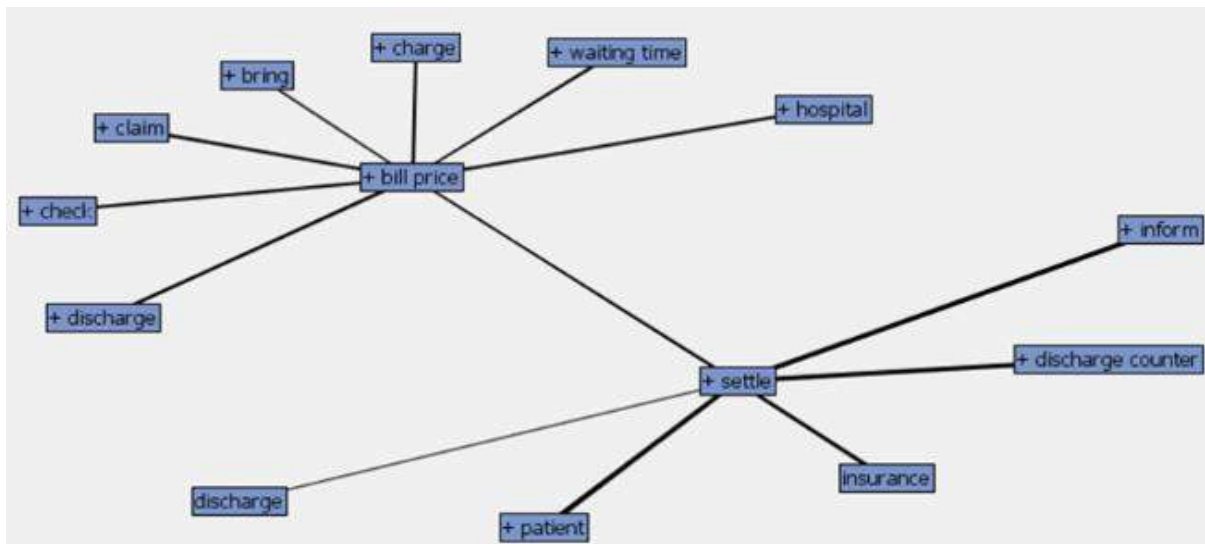 + charge
+ waiting time
+ bring
+ hospital
+ claim
+ bill price
+ check
+ inform
+ discharge
+ discharge counter
+ settle
insurance
discharge
+ patient